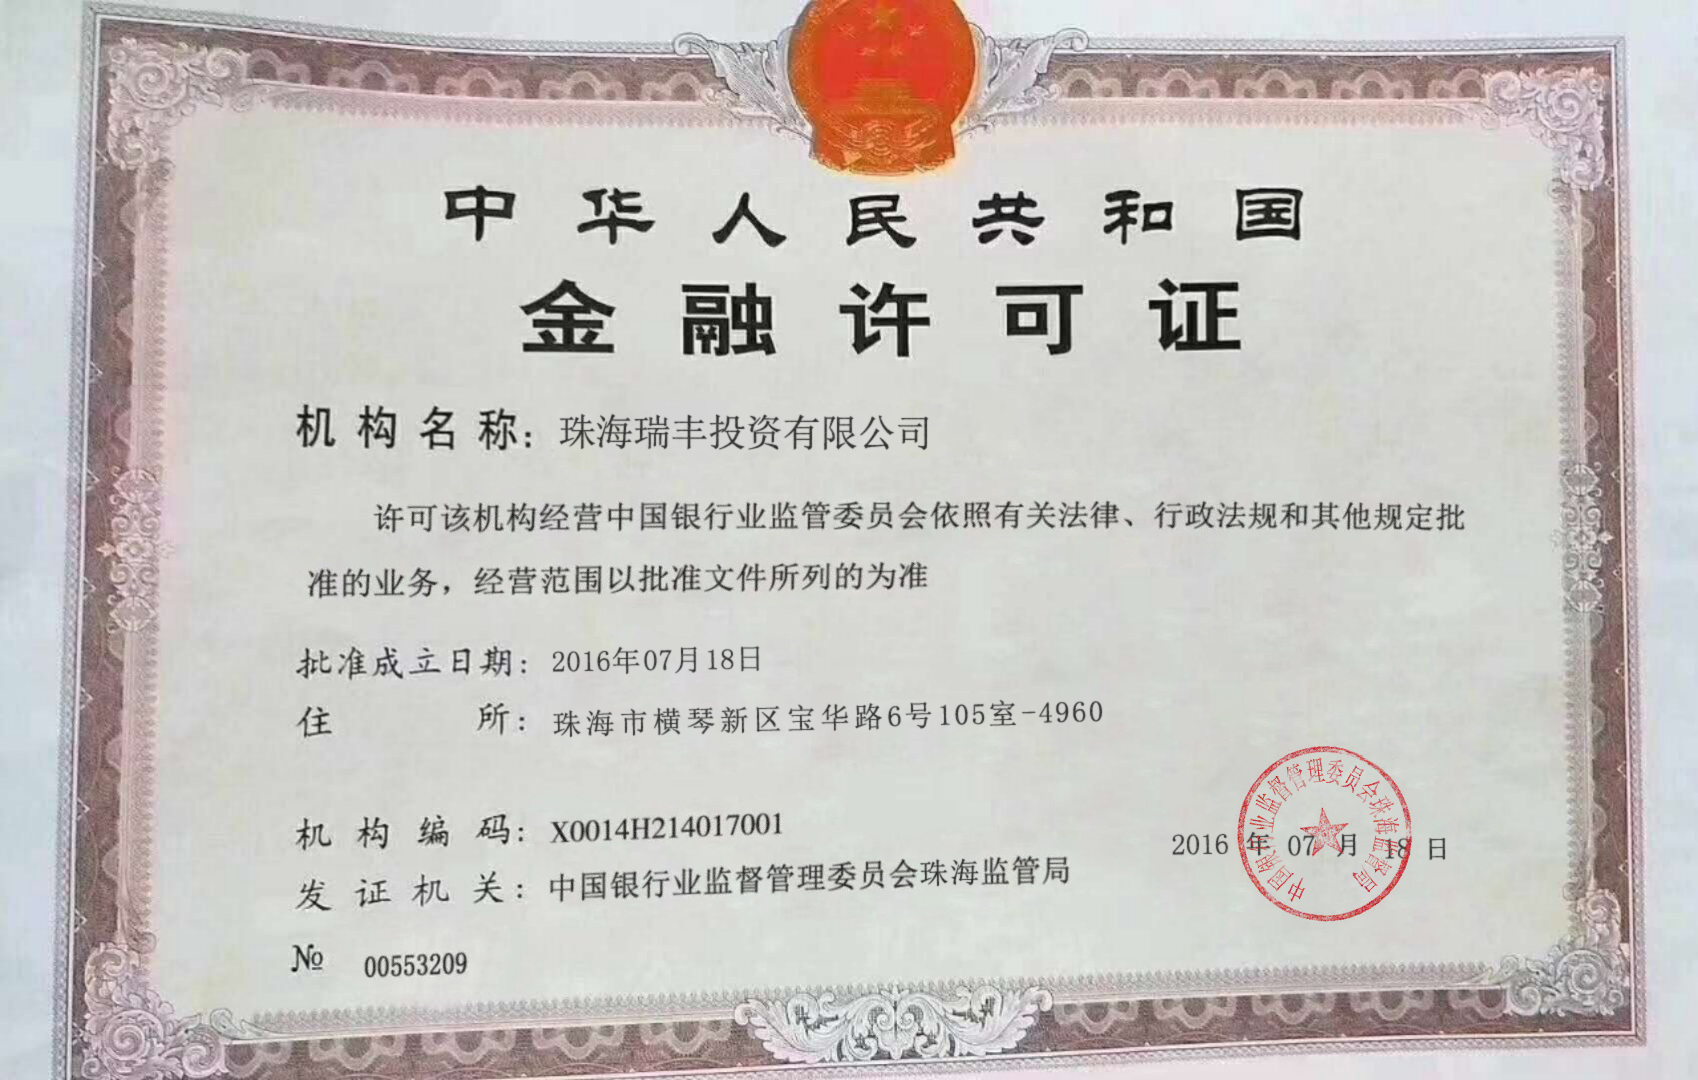 中华人民共和国
金融许可证
机构名称：珠海瑞丰投资有限公司
许可该机构经营中国银行业监管委员会依照有关法律、行政法规和其他规定批
准的业务，经营范围以批准文件所列的为准
批准成立日期：2016年07月18日
住所：珠海市横琴新区宝华路6号105室-4960
机构编码：X0014H214017001
发证机关：中国银行业监督管理委员会珠海监管局
2016年07月18日
中国银行业监督管理委员会珠海监管局
№ 00553209